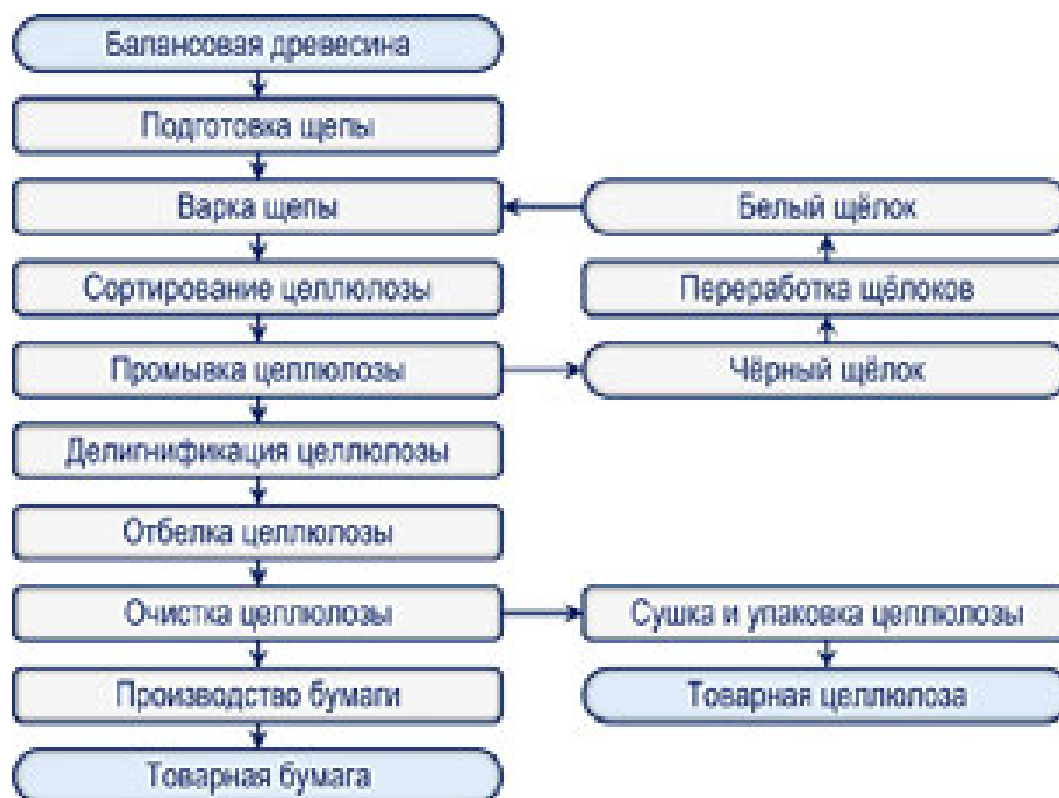 Балансовая древесина
Подготовка щепы
Варка щепы
Белый щёлок
Сортирование целлюлозы
Переработка щёлоков
Промывка целлюлозы
Чёрный щёлок
Делигнификация целлюлозы
Отбелка целлюлозы
Очистка целлюлозы
Сушка и упаковка целлюлозы
Производство бумаги
Товарная целлюлоза
Товарная бумага